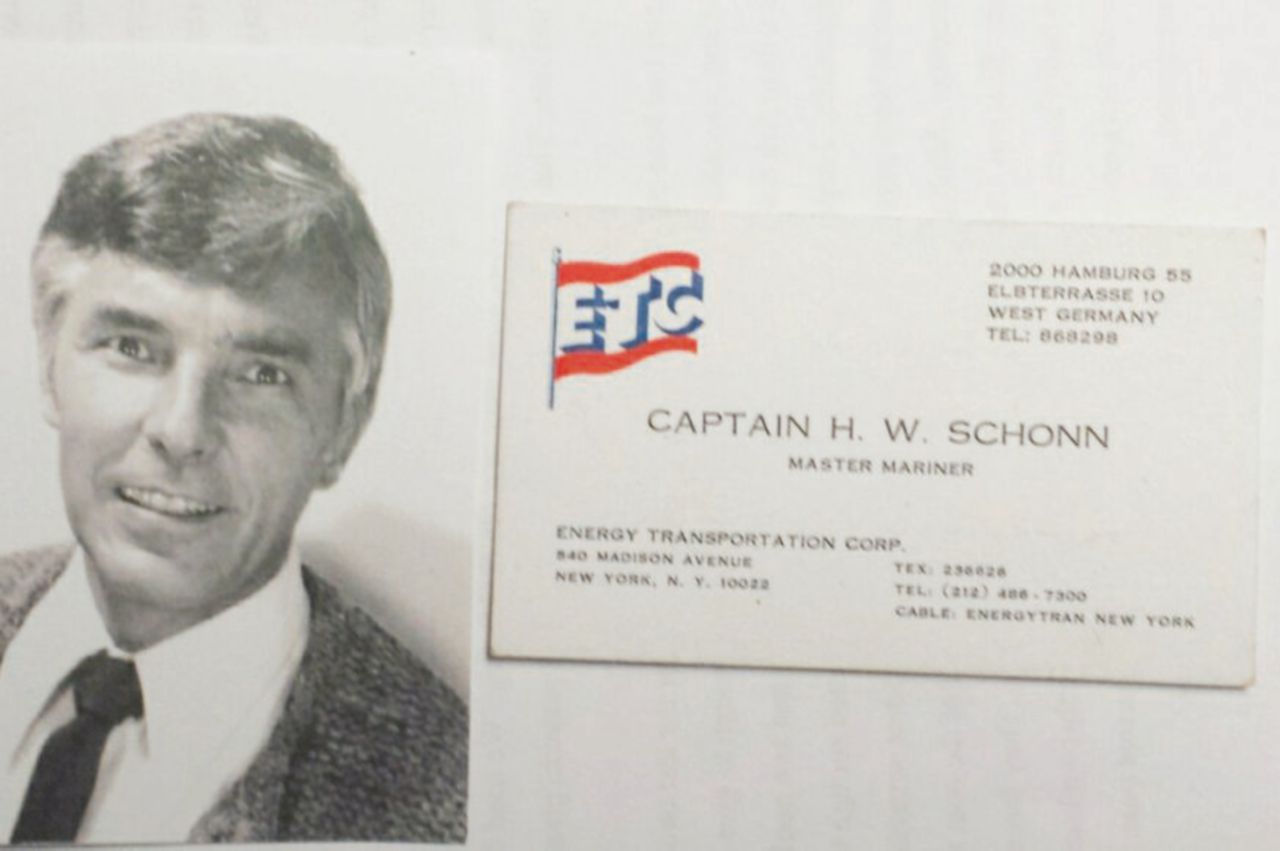 ETC
2000 HAMBURG 55
ELBTERRASSE 10
WEST GERMANY
TEL: 868298
CAPTAIN H. W. SCHONN
MASTER MARINER
ENERGY TRANSPORTATION CORP.
540 MADISON AVENUE
NEW YORK, N. Y. 10022
TEX: 236628
TEL: (212) 486-7300
CABLE: ENERGYTRAN NEW YORK